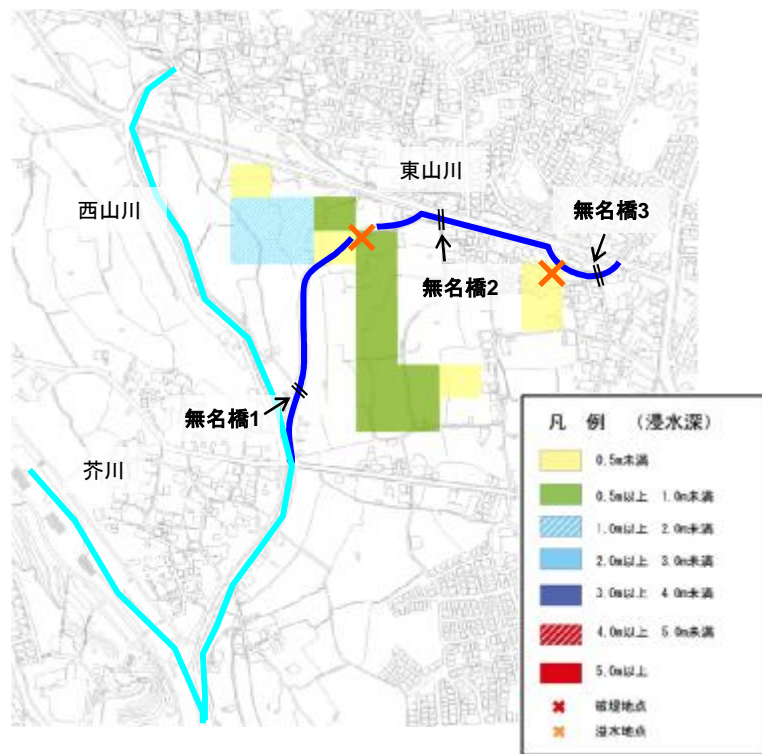 東山川
西山川
無名橋3
無名橋2
無名橋1
芥川
凡 例 (浸水深)
0.5m未満
0.5m以上 1.0m未満
1.0m以上 2.0m未満
2.0m以上 3.0m未満
3.0m以上 4.0m未満
4.0m以上 5.0m未満
5.0m以上
破堤地点
溢水地点